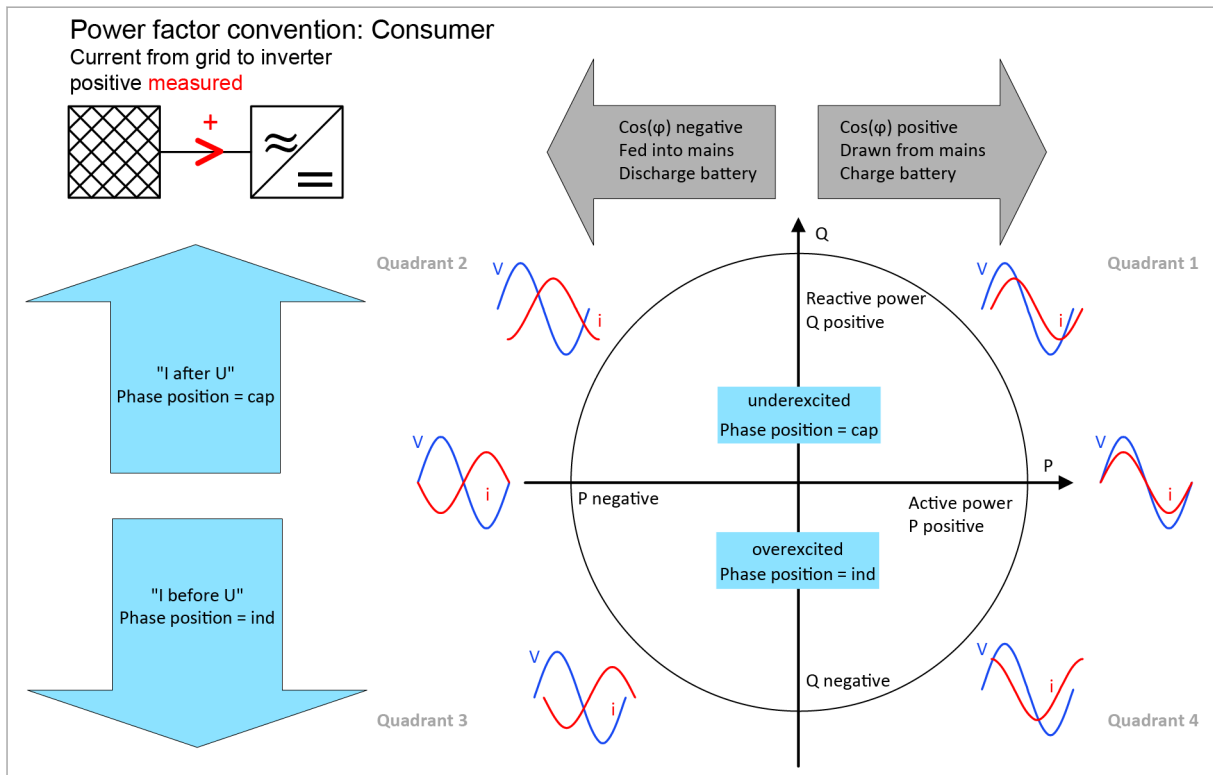 Power factor convention: Consumer
Current from grid to inverter
positive measured
+
Cos(φ) negative
Fed into mains
Discharge battery
Cos(φ) positive
Drawn from mains
Charge battery
Q
Quadrant 2
V
i
Reactive power
Q positive
V
i
Quadrant 1
"I after U"
Phase position = cap
underexcited
Phase position = cap
V
i
P negative
P
Active power
P positive
V
i
overexcited
Phase position = ind
"I before U"
Phase position = ind
V
i
Q negative
V
i
Quadrant 3
Quadrant 4